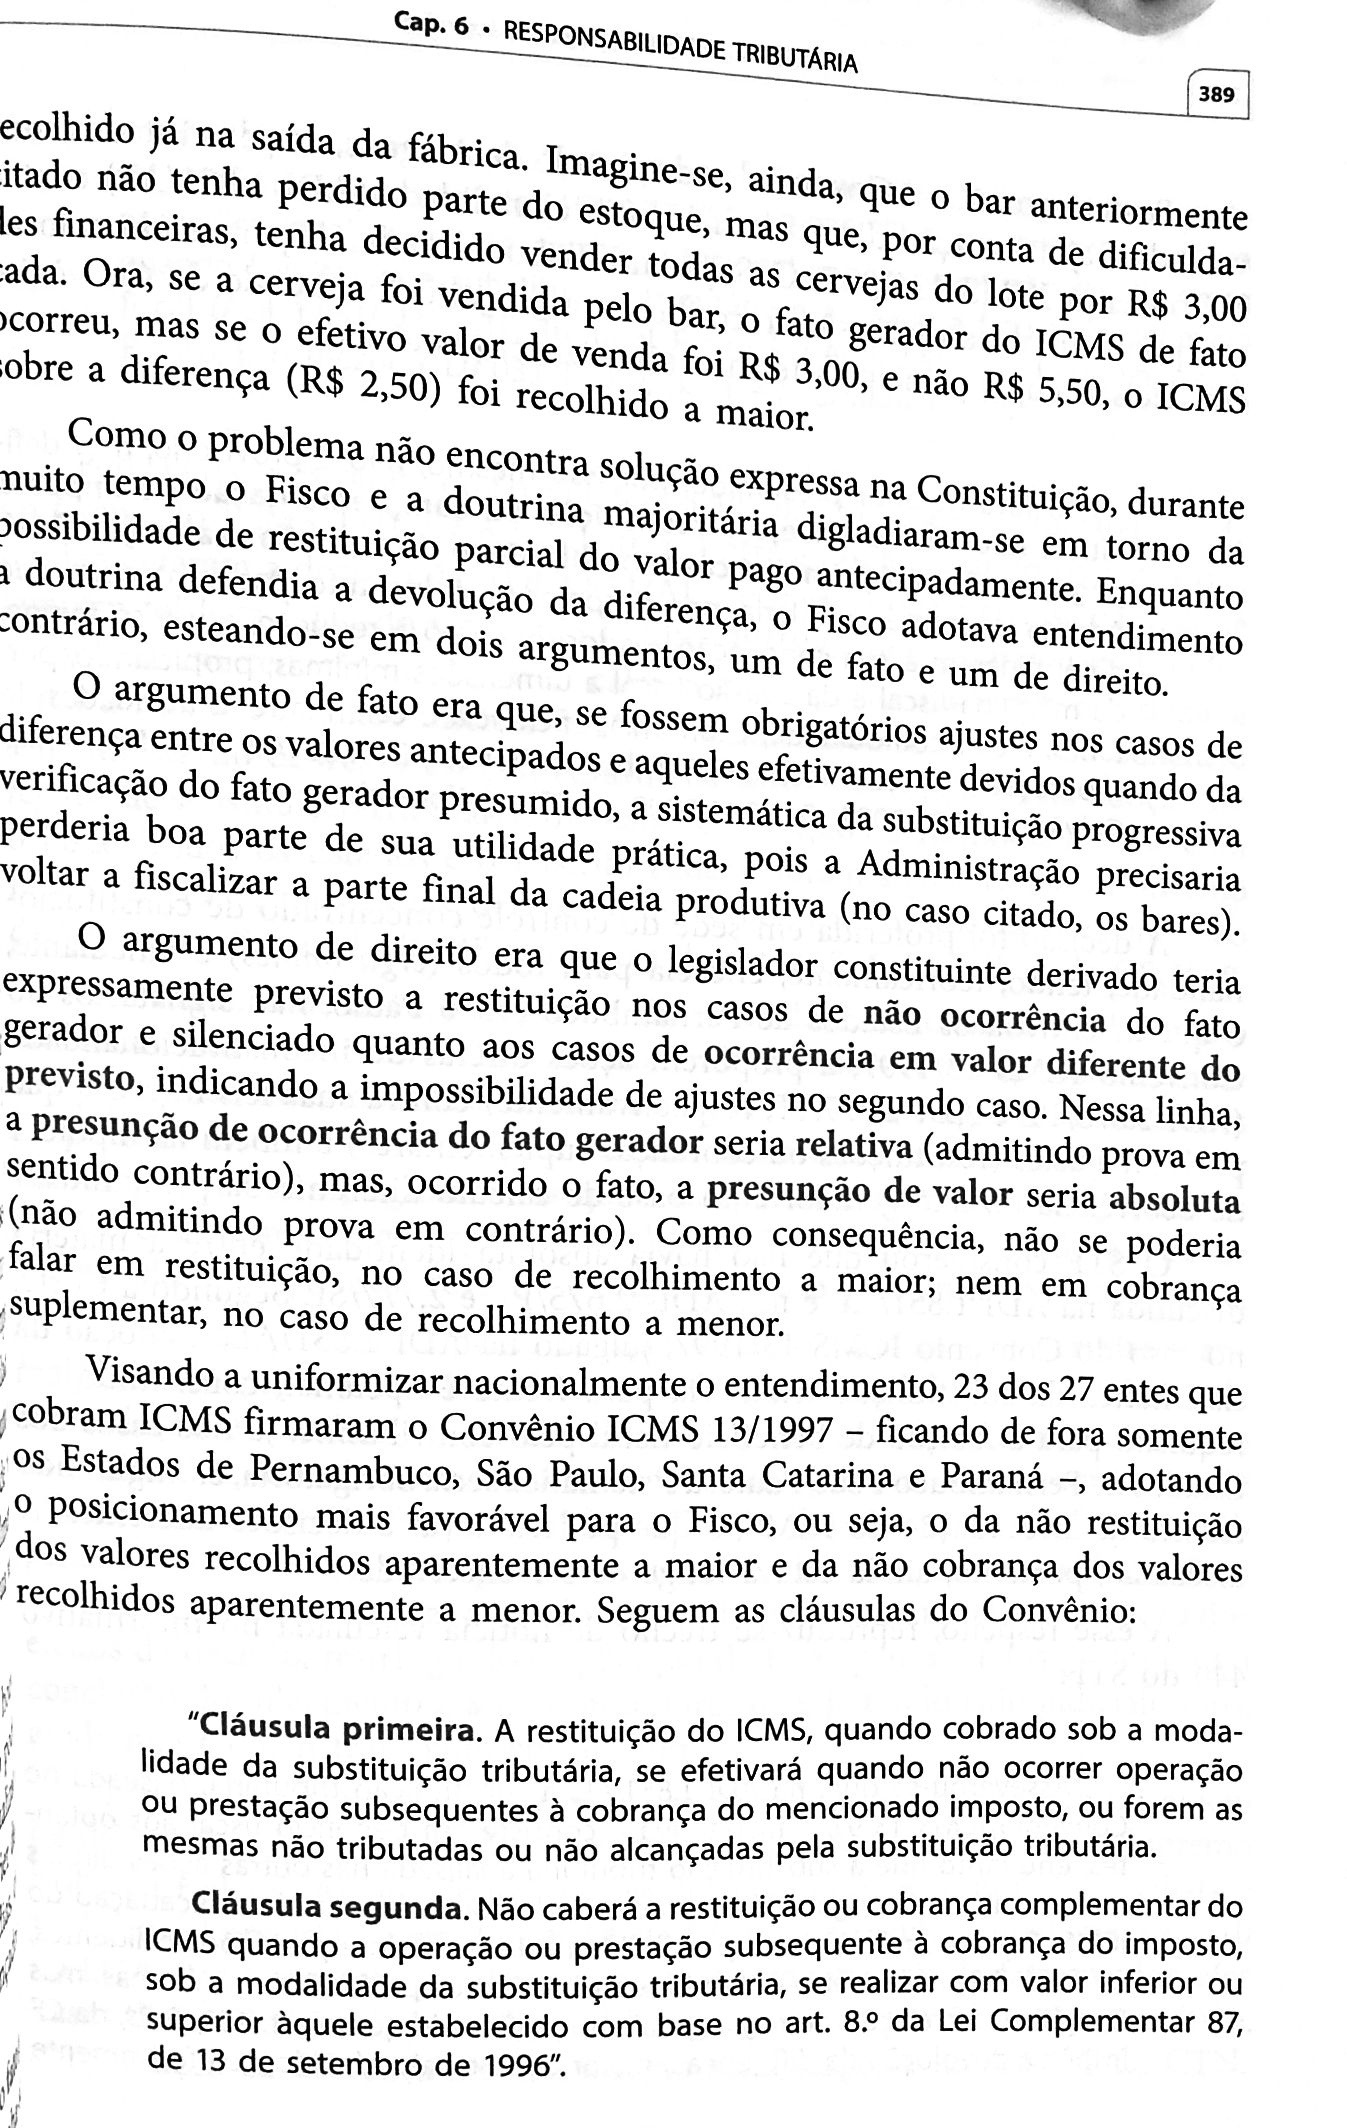 Cap. 6 • RESPONSABILIDADE TRIBUTÁRIA
389
ecolhido já na saída da fábrica. Imagine-se, ainda, que o bar anteriormente
citado não tenha perdido parte do estoque, mas que, por conta de dificulda-
des financeiras, tenha decidido vender todas as cervejas do lote por R$ 3,00
cada. Ora, se a cerveja foi vendida pelo bar, o fato gerador do ICMS de fato
ocorreu, mas se o efetivo valor de venda foi R$ 3,00, e não R$ 5,50, o ICMS
sobre a diferença (R$ 2,50) foi recolhido a maior.
Como o problema não encontra solução expressa na Constituição, durante
muito tempo o Fisco e a doutrina majoritária digladiaram-se em torno da
possibilidade de restituição parcial do valor pago antecipadamente. Enquanto
a doutrina defendia a devolução da diferença, o Fisco adotava entendimento
contrário, esteando-se em dois argumentos, um de fato e um de direito.
O argumento de fato era que, se fossem obrigatórios ajustes nos casos de
diferença entre os valores antecipados e aqueles efetivamente devidos quando da
verificação do fato gerador presumido, a sistemática da substituição progressiva
perderia boa parte de sua utilidade prática, pois a Administração precisaria
voltar a fiscalizar a parte final da cadeia produtiva (no caso citado, os bares).
O argumento de direito era que o legislador constituinte derivado teria
expressamente previsto a restituição nos casos de não ocorrência do fato
gerador e silenciado quanto aos casos de ocorrência em valor diferente do
previsto, indicando a impossibilidade de ajustes no segundo caso. Nessa linha,
a presunção de ocorrência do fato gerador seria relativa (admitindo prova em
sentido contrário), mas, ocorrido o fato, a presunção de valor seria absoluta
(não admitindo prova em contrário). Como consequência, não se poderia
falar em restituição, no caso de recolhimento a maior; nem em cobrança
suplementar, no caso de recolhimento a menor.
Visando a uniformizar nacionalmente o entendimento, 23 dos 27 entes que
cobram ICMS firmaram o Convênio ICMS 13/1997 – ficando de fora somente
os Estados de Pernambuco, São Paulo, Santa Catarina e Paraná –, adotando
o posicionamento mais favorável para o Fisco, ou seja, o da não restituição
dos valores recolhidos aparentemente a maior e da não cobrança dos valores
recolhidos aparentemente a menor. Seguem as cláusulas do Convênio:
"Cláusula primeira. A restituição do ICMS, quando cobrado sob a moda-
lidade da substituição tributária, se efetivará quando não ocorrer operação
ou prestação subsequentes à cobrança do mencionado imposto, ou forem as
mesmas não tributadas ou não alcançadas pela substituição tributária.
Cláusula segunda. Não caberá a restituição ou cobrança complementar do
ICMS quando a operação ou prestação subsequente à cobrança do imposto,
sob a modalidade da substituição tributária, se realizar com valor inferior ou
superior àquele estabelecido com base no art. 8.º da Lei Complementar 87,
de 13 de setembro de 1996".